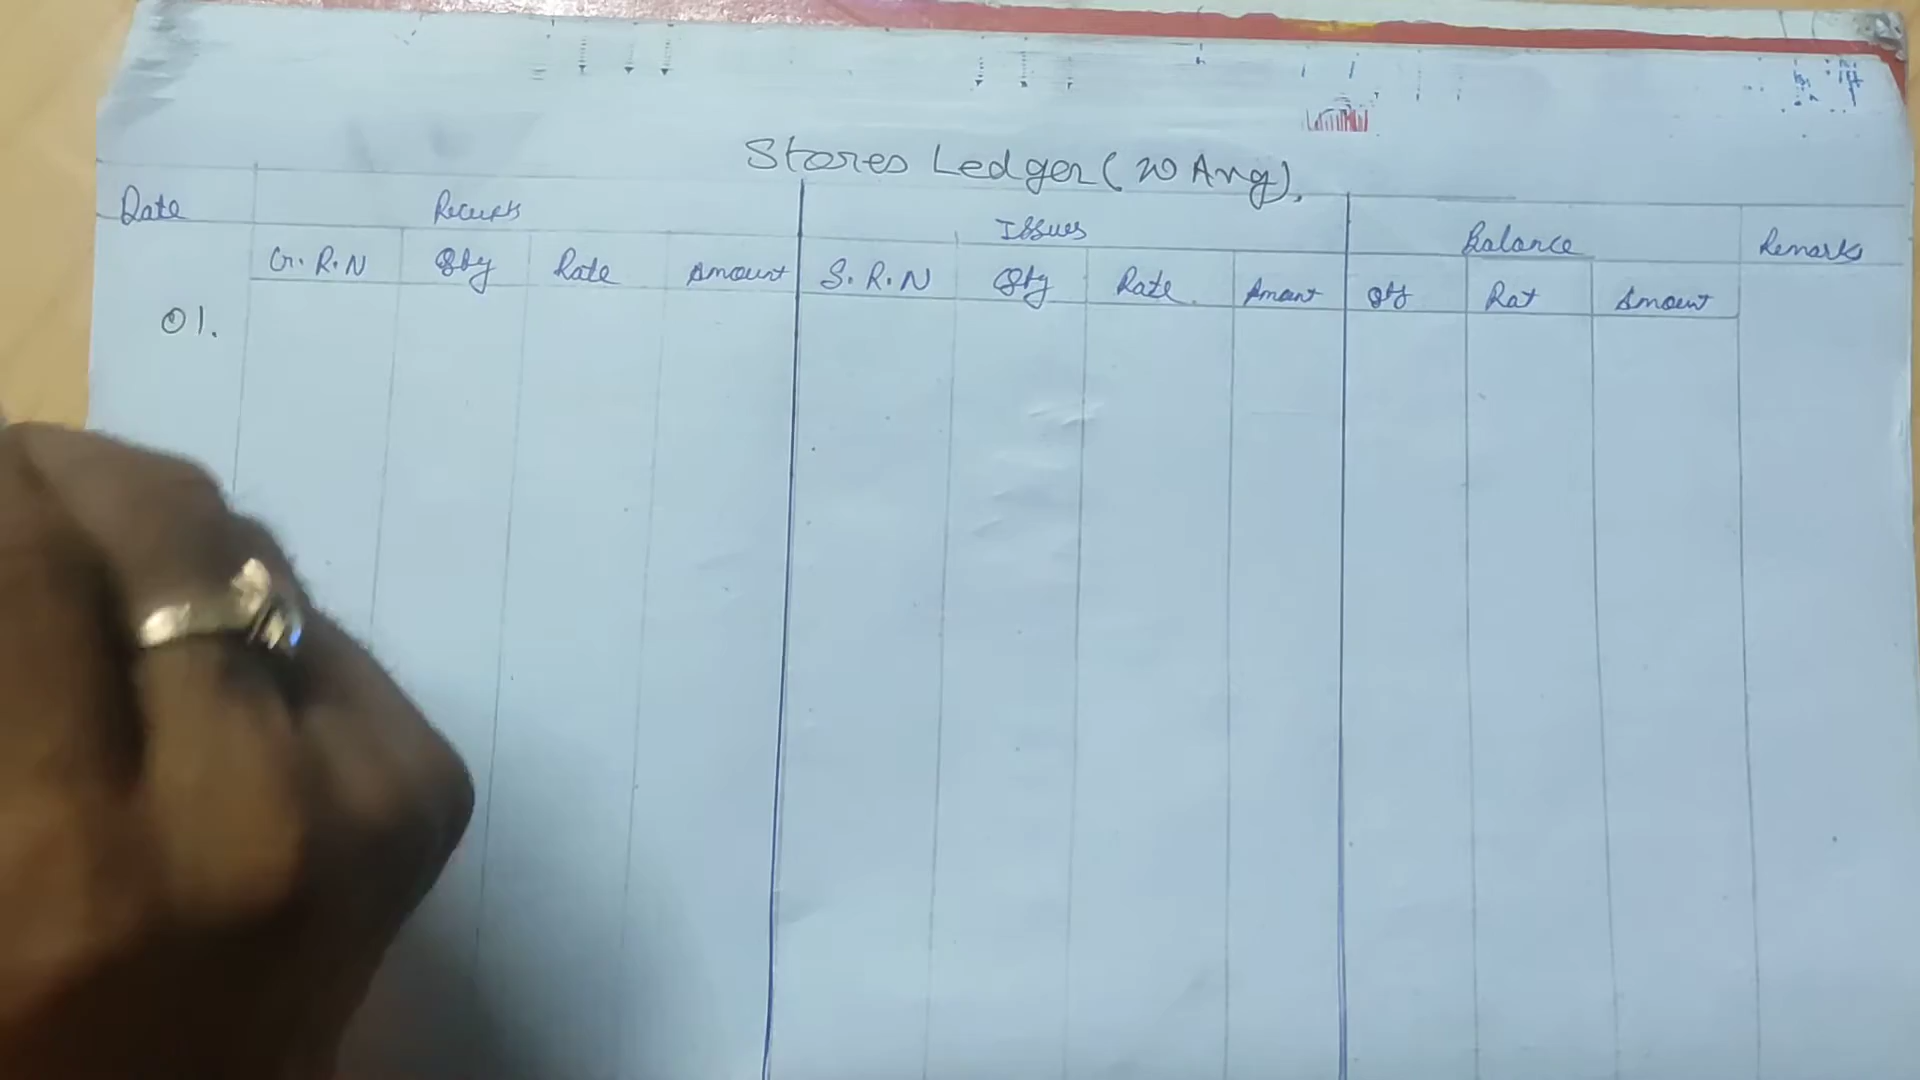 Stores Ledger (W Avg).
Date Receipts Issues Balance Remarks
G.R.N Qty Rate Amount S.R.N Qty Rate Amount Qty Rat Amount
01.